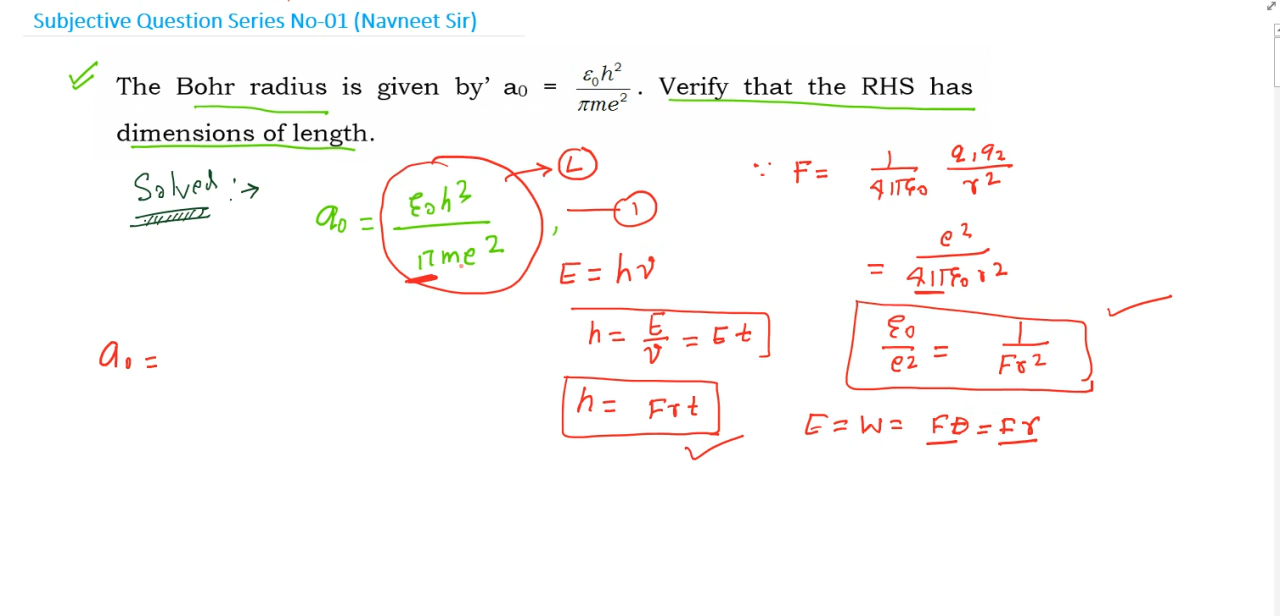 Subjective Question Series No-01 (Navneet Sir)
The Bohr radius is given by’ a₀ = ε₀h² / πme² . Verify that the RHS has
dimensions of length.
Solved :→
a₀ = ε₀h² / πme² , → L
— 1
E = hν
h = E/ν = Et
h = Frt
a₀ =
∵ F = 1/4πε₀ q₁q₂/r²
= e²/4πε₀r²
ε₀/e² = 1/Fr²
E = W = FD = Fr